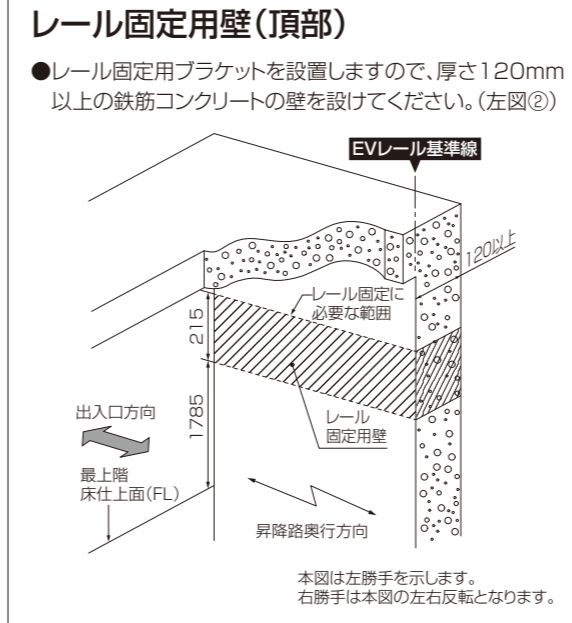 レール固定用壁(頂部)
●レール固定用ブラケットを設置しますので、厚さ120mm
以上の鉄筋コンクリートの壁を設けてください。(左図②)
EVレール基準線
120以上
レール固定に
必要な範囲
215
1785
レール
固定用壁
出入口方向
最上階
床仕上面(FL)
昇降路奥行方向
本図は左勝手を示します。
右勝手は本図の左右反転となります。